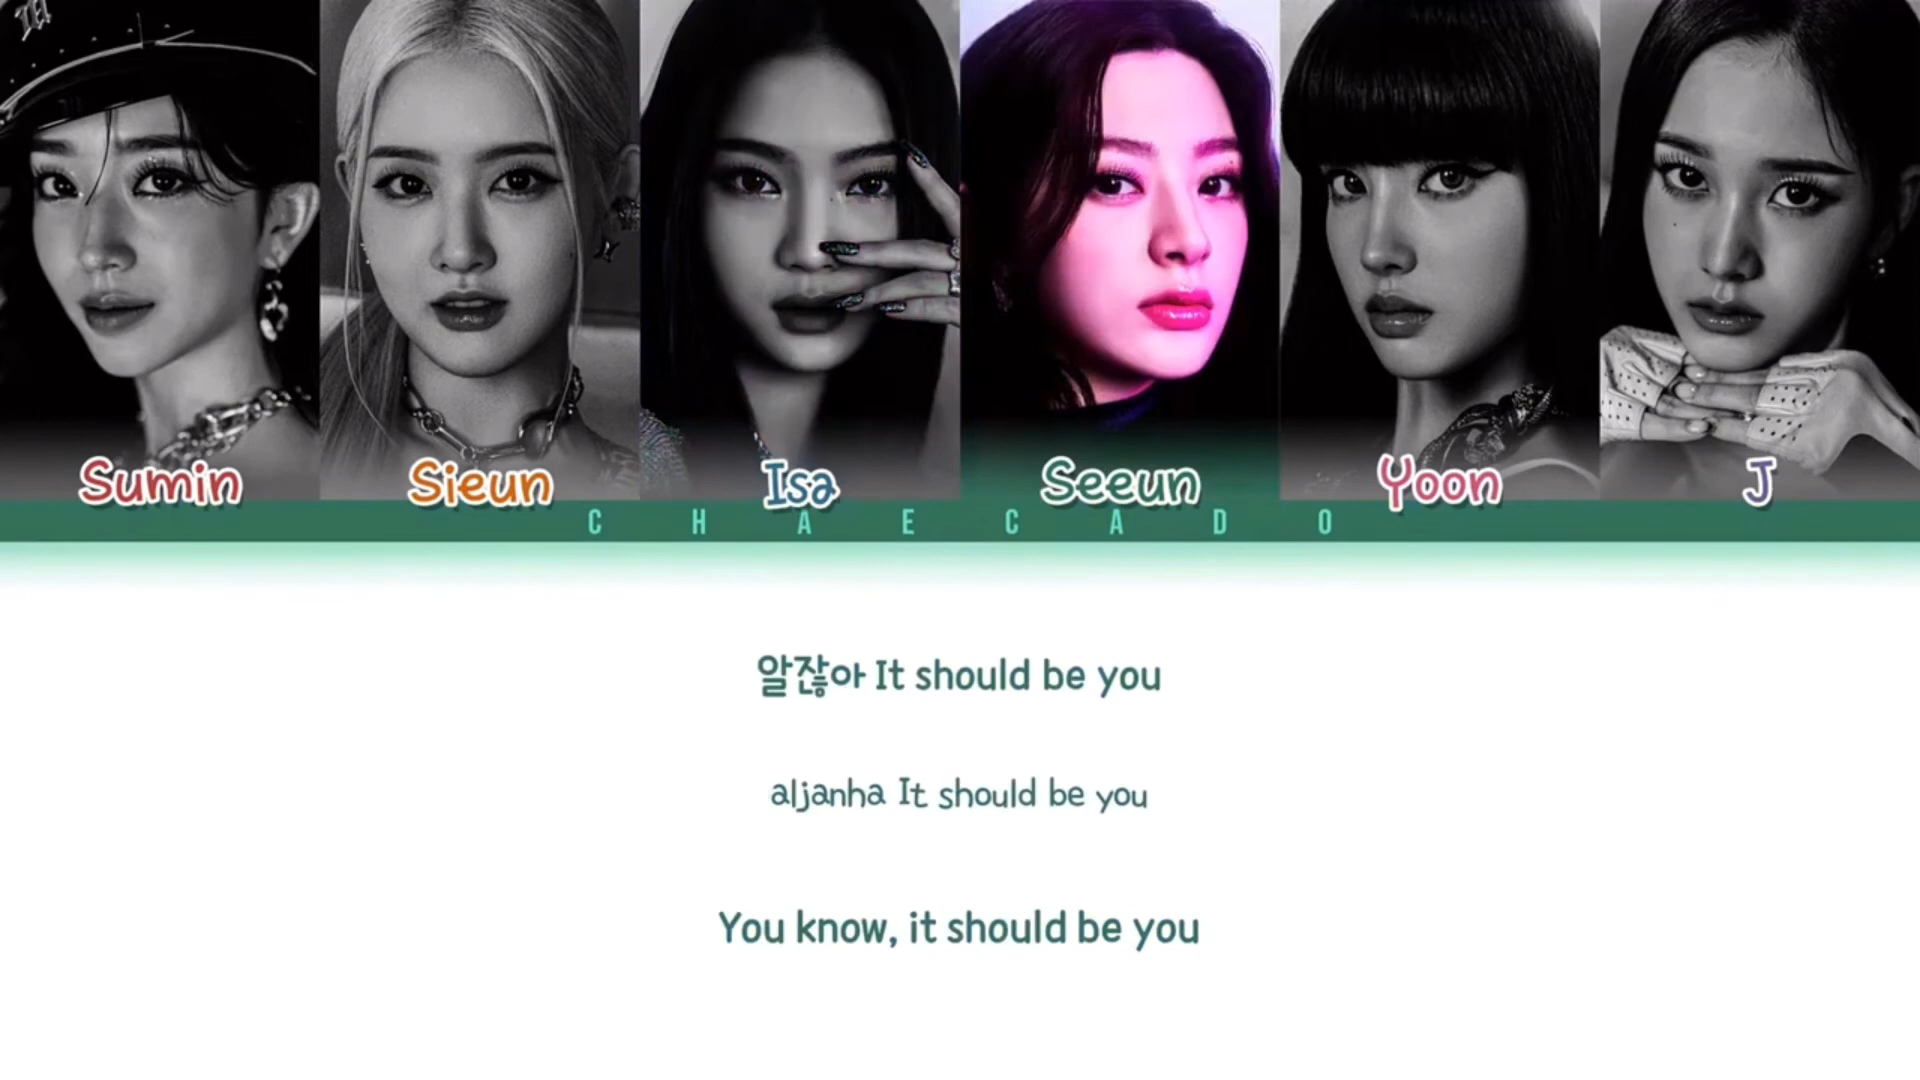 Sumin Sieun Isa Seeun Yoon J
CHAECADO
알잖아 It should be you
aljanha It should be you
You know, it should be you